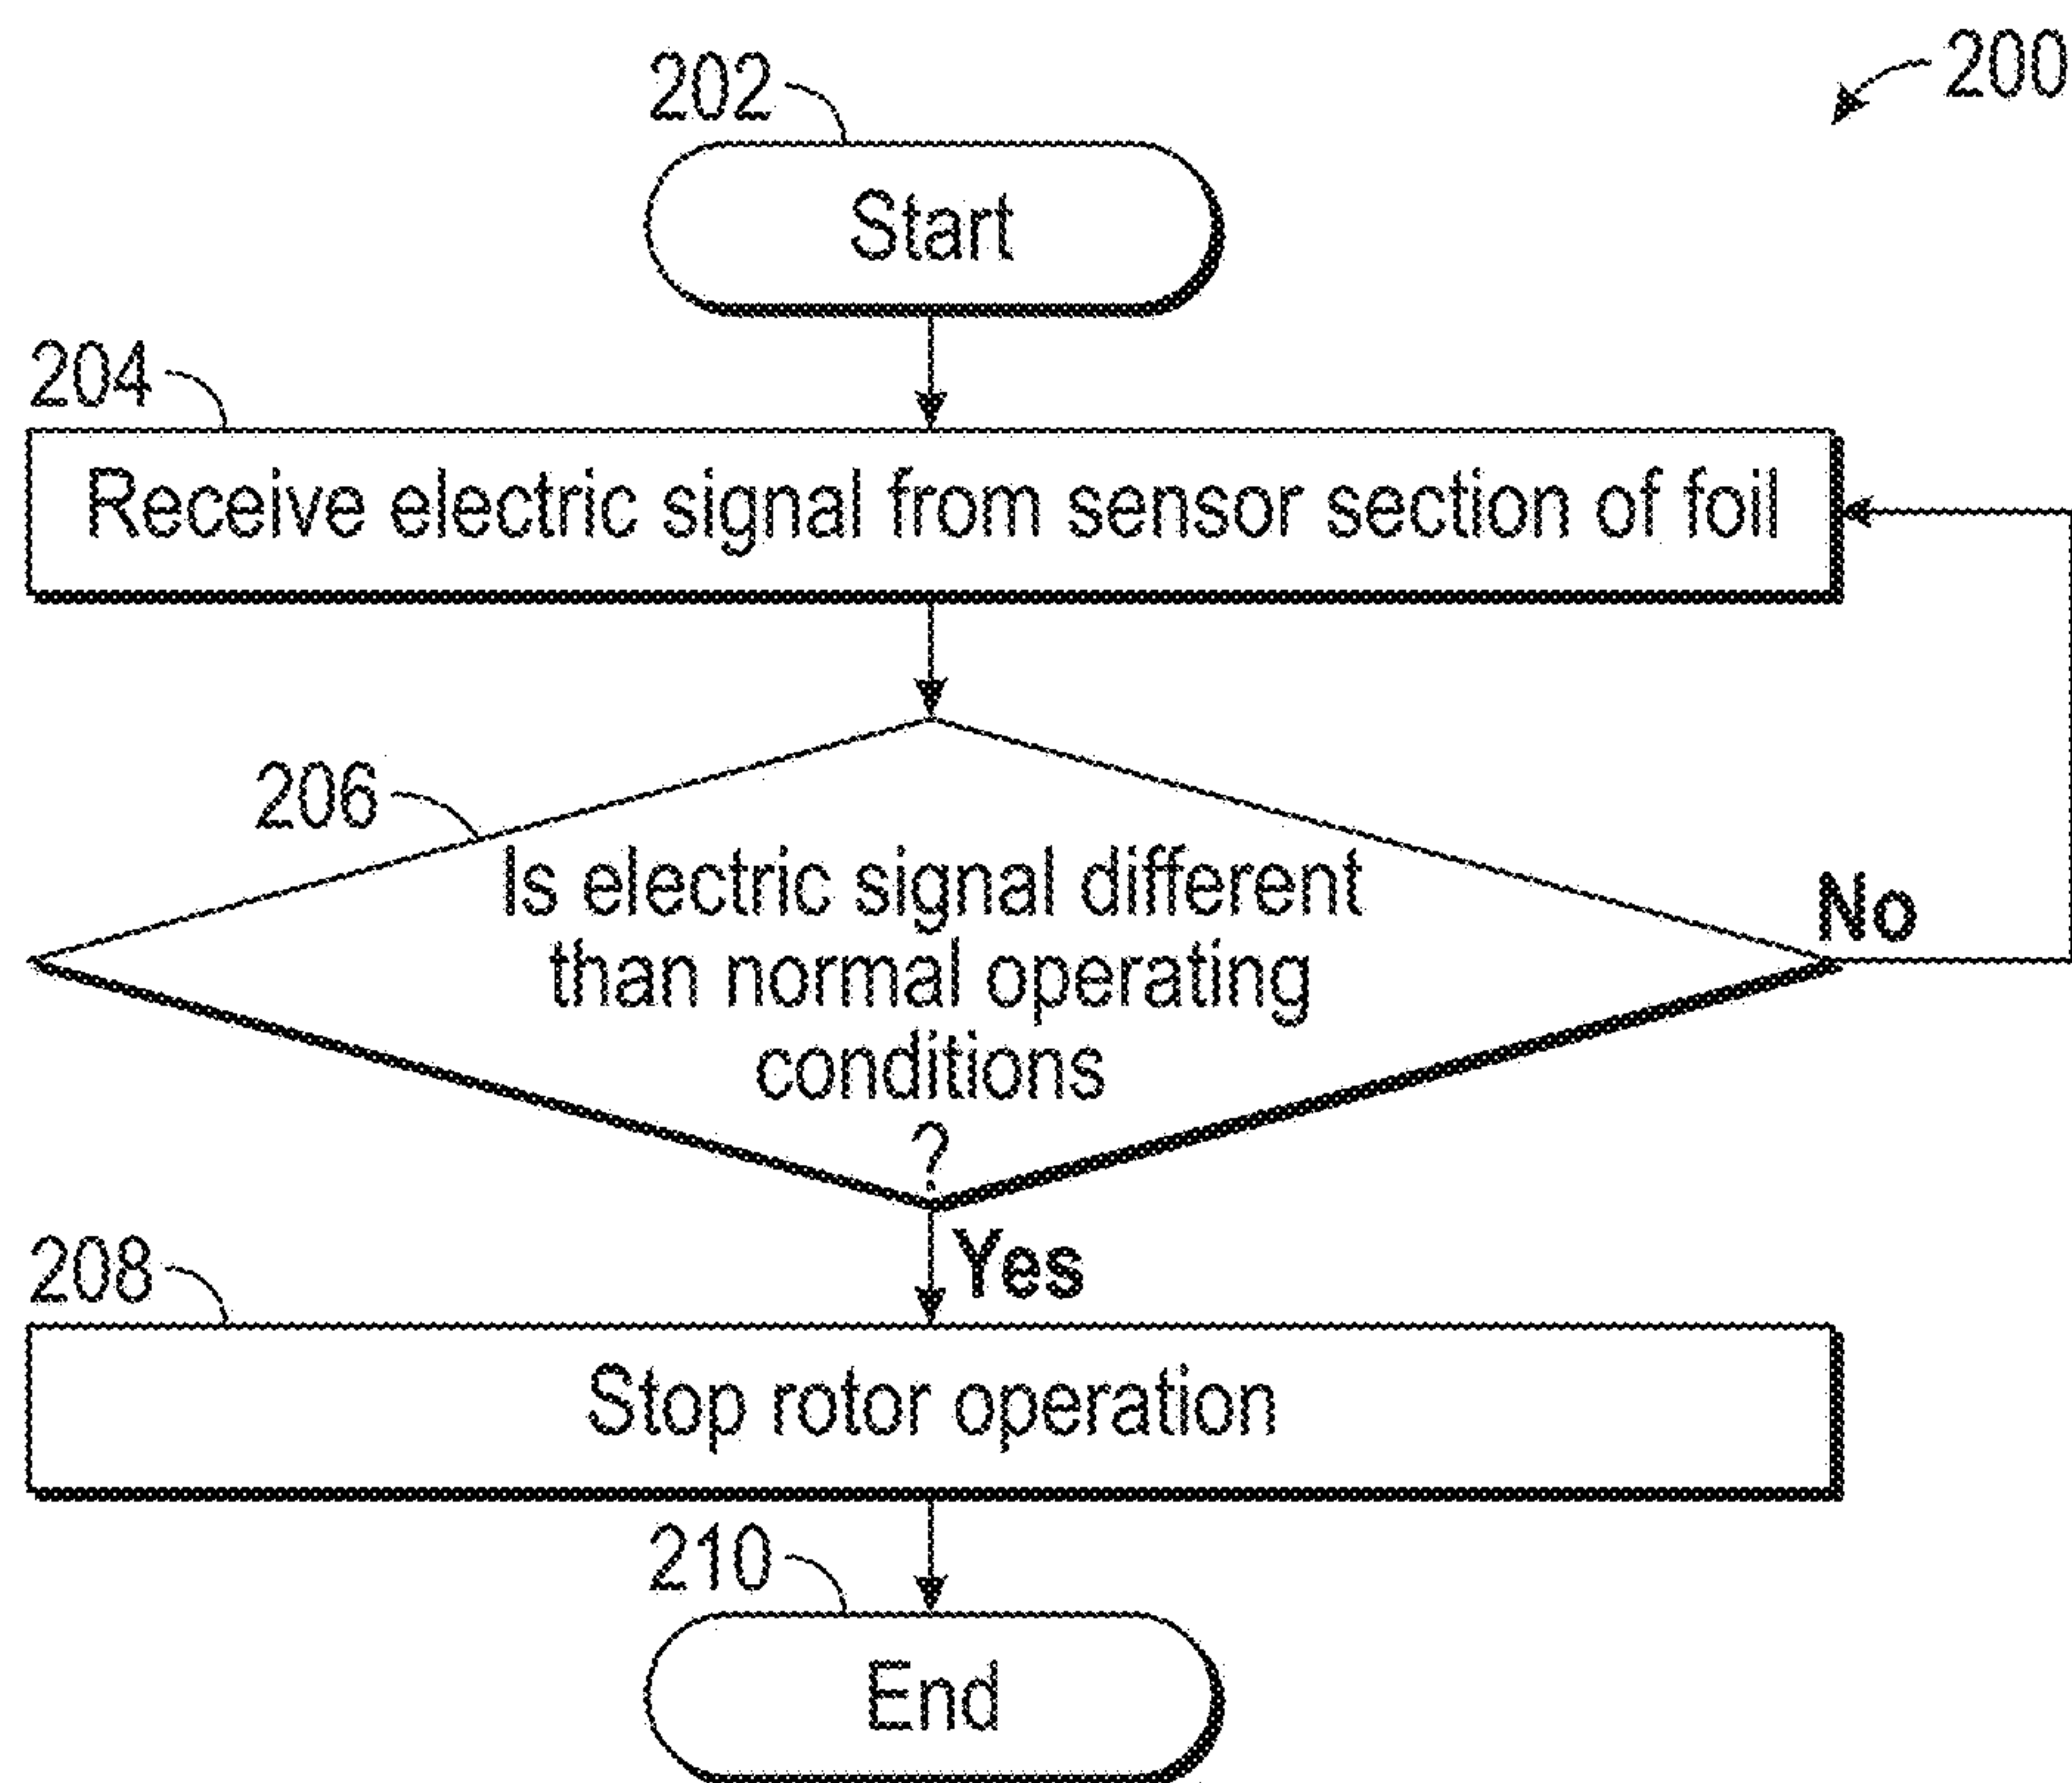 200
202
Start
204
Receive electric signal from sensor section of foil
206
Is electric signal different
than normal operating
conditions
?
No
Yes
208
Stop rotor operation
210
End